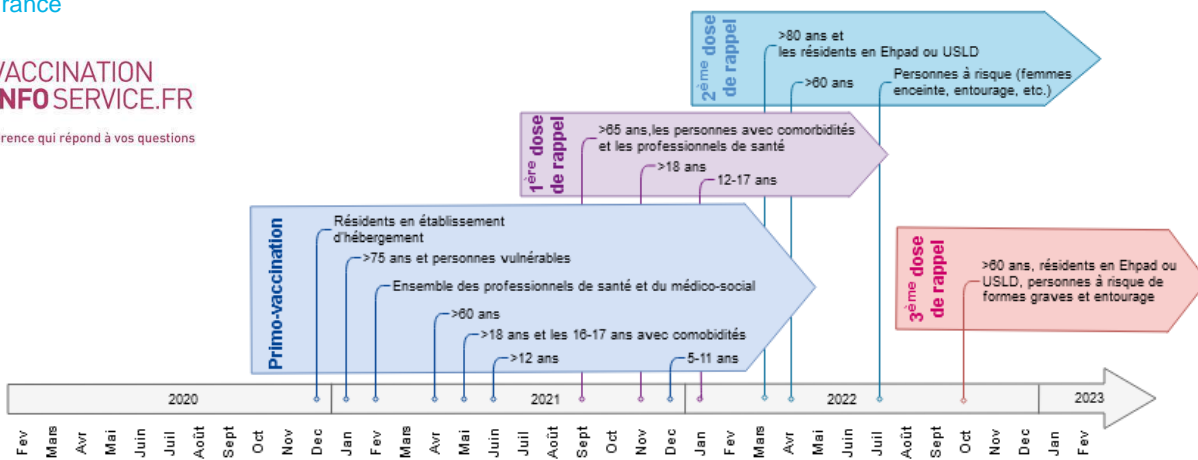 rance
VACCINATION
INFO SERVICE.FR
rence qui répond à vos questions
2ème dose
de rappel
>80 ans et
les résidents en Ehpad ou USLD
>60 ans
Personnes à risque (femmes
enceinte, entourage, etc.)
1ère dose
de rappel
>65 ans,les personnes avec comorbidités
et les professionnels de santé
>18 ans
12-17 ans
Primo-vaccination
Résidents en établissement
d'hébergement
>75 ans et personnes vulnérables
Ensemble des professionnels de santé et du médico-social
>60 ans
>18 ans et les 16-17 ans avec comobidités
>12 ans
5-11 ans
3ème dose
de rappel
>60 ans, résidents en Ehpad ou
USLD, personnes à risque de
formes graves et entourage
2020
2021
2022
2023
Fev
Mars
Avr
Mai
Juin
Juil
Août
Sept
Oct
Nov
Dec
Jan
Fev
Mars
Avr
Mai
Juin
Juil
Août
Sept
Oct
Nov
Dec
Jan
Fev
Mars
Avr
Mai
Juin
Juil
Août
Sept
Oct
Nov
Dec
Jan
Fev